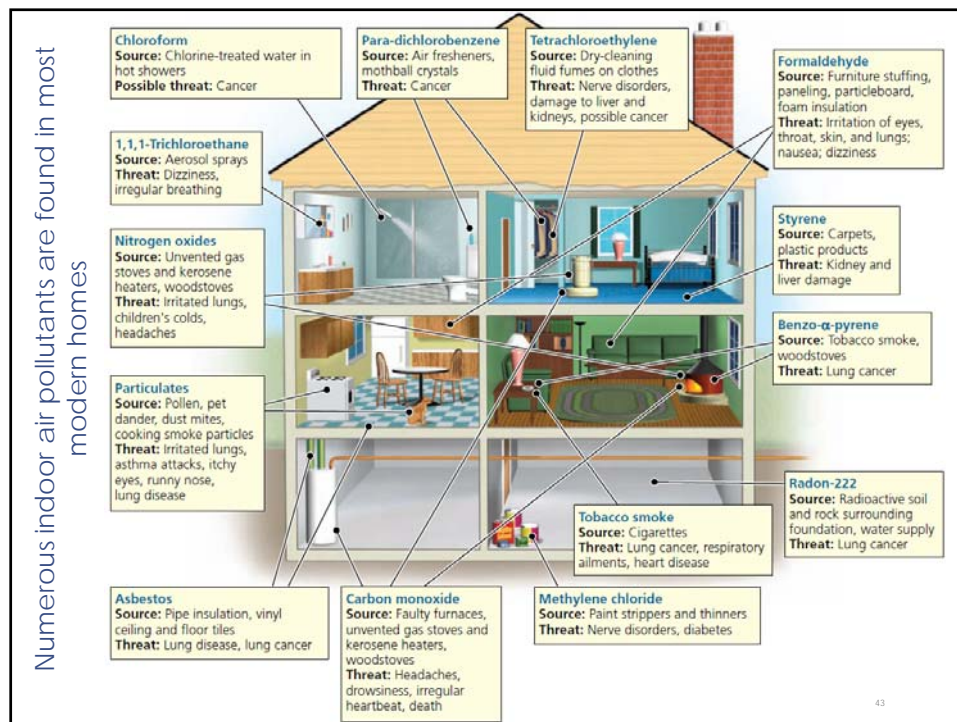 Numerous indoor air pollutants are found in most
modern homes
Chloroform
Source: Chlorine-treated water in
hot showers
Possible threat: Cancer
Para-dichlorobenzene
Source: Air fresheners,
mothball crystals
Threat: Cancer
Tetrachloroethylene
Source: Dry-cleaning
fluid fumes on clothes
Threat: Nerve disorders,
damage to liver and
kidneys, possible cancer
Formaldehyde
Source: Furniture stuffing,
paneling, particleboard,
foam insulation
Threat: Irritation of eyes,
throat, skin, and lungs;
nausea; dizziness
1,1,1-Trichloroethane
Source: Aerosol sprays
Threat: Dizziness,
irregular breathing
Nitrogen oxides
Source: Unvented gas
stoves and kerosene
heaters, woodstoves
Threat: Irritated lungs,
children's colds,
headaches
Styrene
Source: Carpets,
plastic products
Threat: Kidney and
liver damage
Benzo-α-pyrene
Source: Tobacco smoke,
woodstoves
Threat: Lung cancer
Particulates
Source: Pollen, pet
dander, dust mites,
cooking smoke particles
Threat: Irritated lungs,
asthma attacks, itchy
eyes, runny nose,
lung disease
Radon-222
Source: Radioactive soil
and rock surrounding
foundation, water supply
Threat: Lung cancer
Tobacco smoke
Source: Cigarettes
Threat: Lung cancer, respiratory
ailments, heart disease
Asbestos
Source: Pipe insulation, vinyl
ceiling and floor tiles
Threat: Lung disease, lung cancer
Carbon monoxide
Source: Faulty furnaces,
unvented gas stoves and
kerosene heaters,
woodstoves
Threat: Headaches,
drowsiness, irregular
heartbeat, death
Methylene chloride
Source: Paint strippers and thinners
Threat: Nerve disorders, diabetes
43